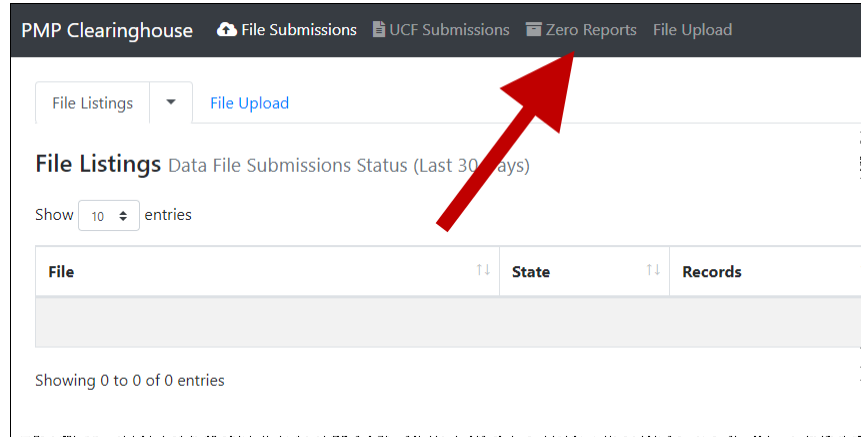 PMP Clearinghouse File Submissions UCF Submissions Zero Reports File Upload
File Listings File Upload
File Listings Data File Submissions Status (Last 30 Days)
Show 10 entries
File State Records
Showing 0 to 0 of 0 entries